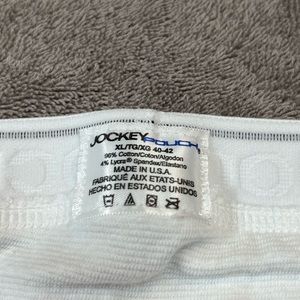 JOCKEY POUCH
XL/TG/XG 40-42
96% Cotton/Coton/Algodon
4% Lycra® Spandex/Elastano
MADE IN U.S.A.
FABRIQUÉ AUX ETATS-UNIS
HECHO EN ESTADOS UNIDOS